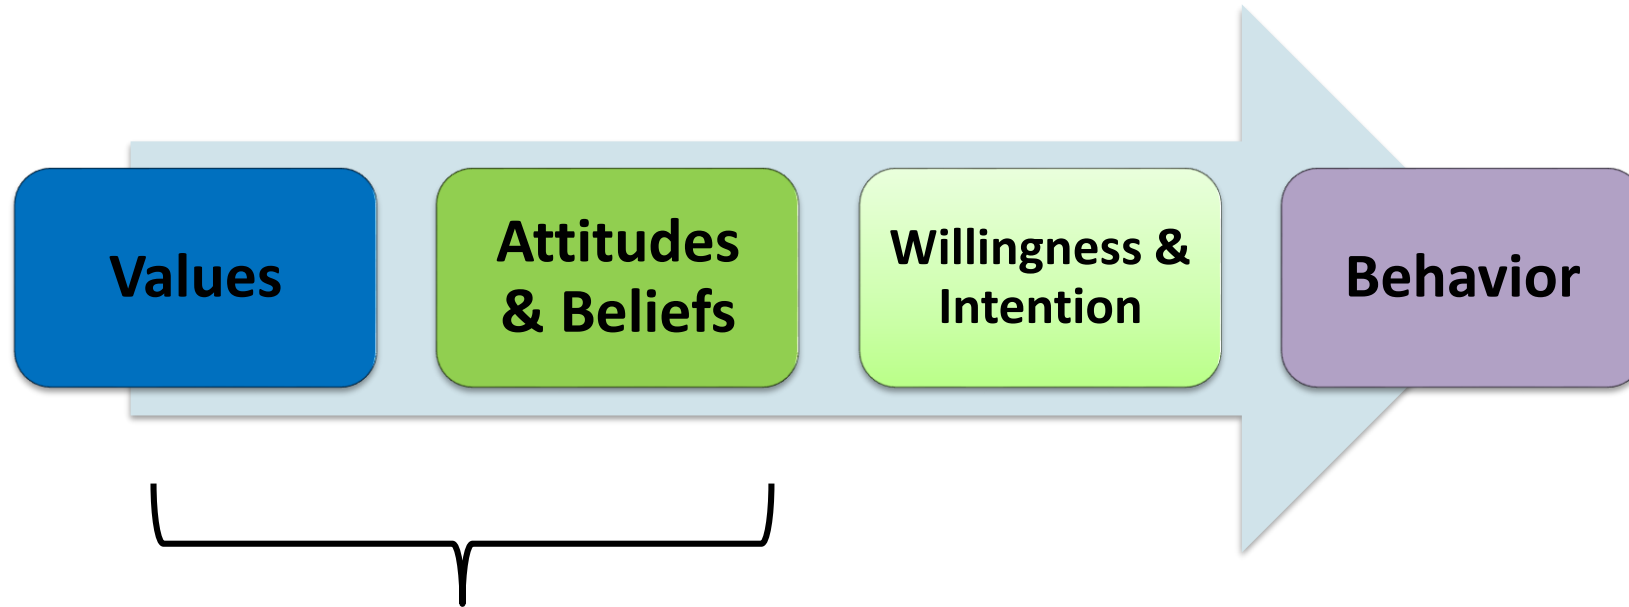 Values
Attitudes
& Beliefs
Willingness &
Intention
Behavior